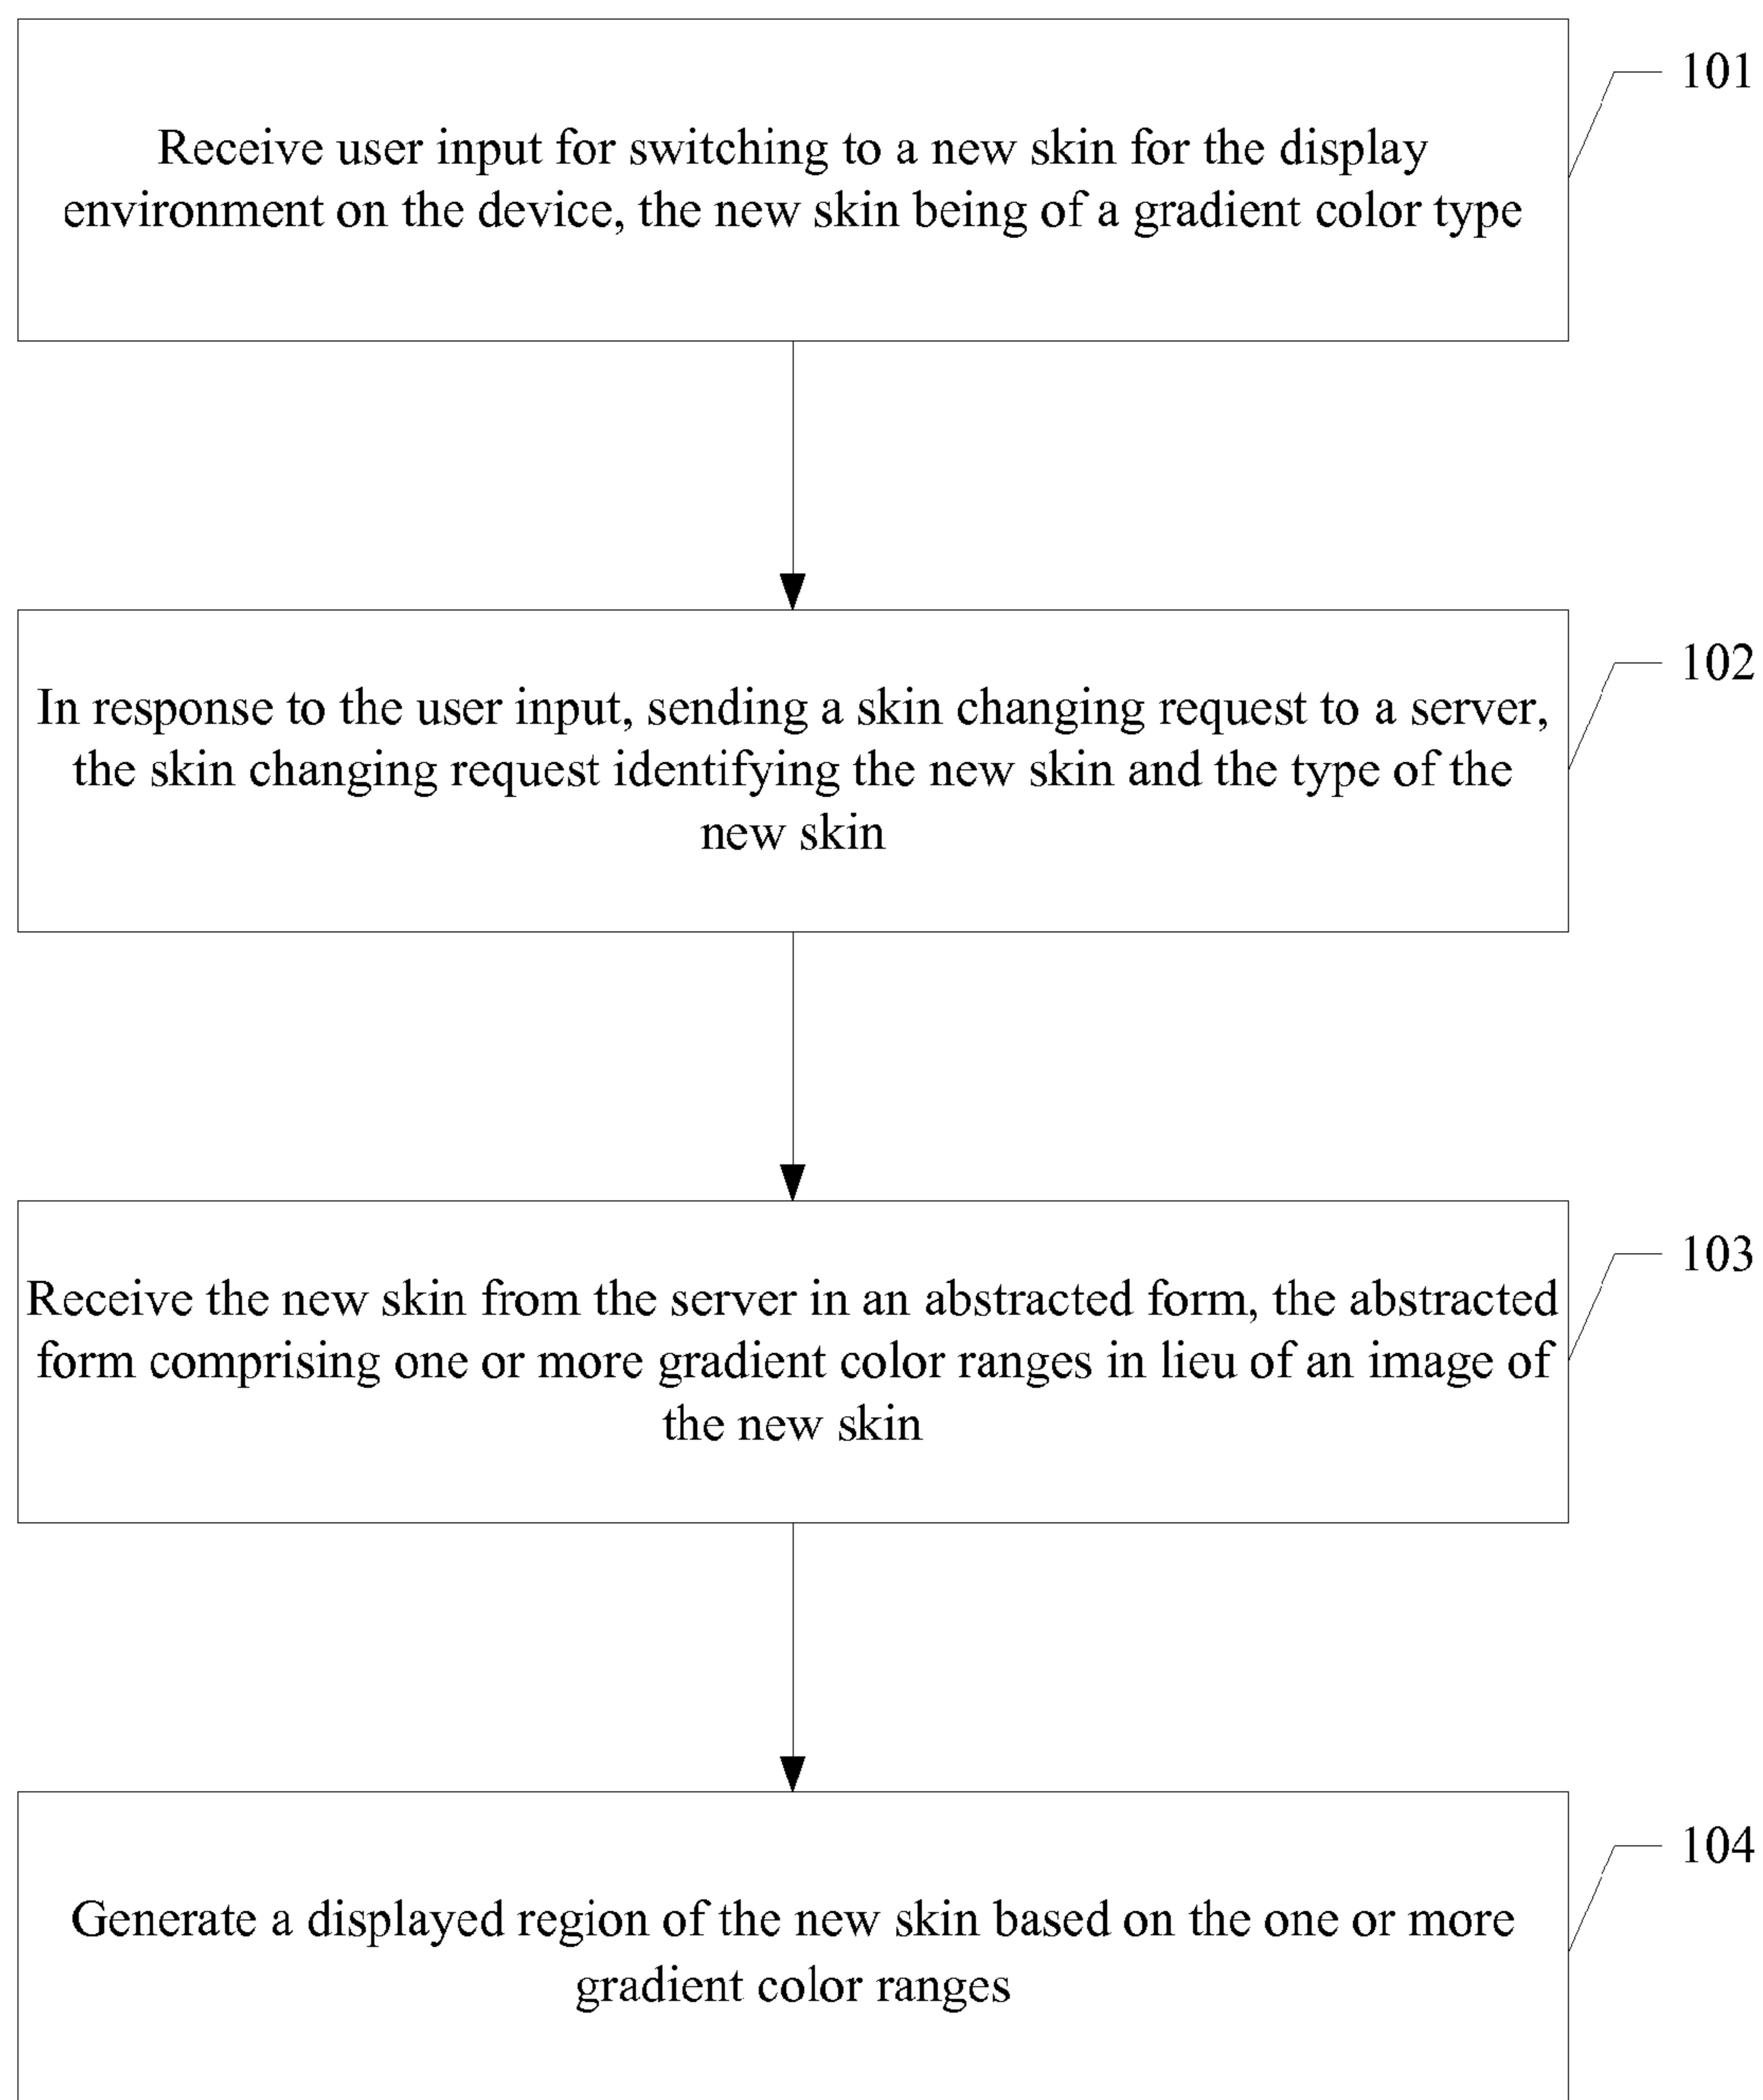 101
Receive user input for switching to a new skin for the display
environment on the device, the new skin being of a gradient color type
102
In response to the user input, sending a skin changing request to a server,
the skin changing request identifying the new skin and the type of the
new skin
103
Receive the new skin from the server in an abstracted form, the abstracted
form comprising one or more gradient color ranges in lieu of an image of
the new skin
104
Generate a displayed region of the new skin based on the one or more
gradient color ranges